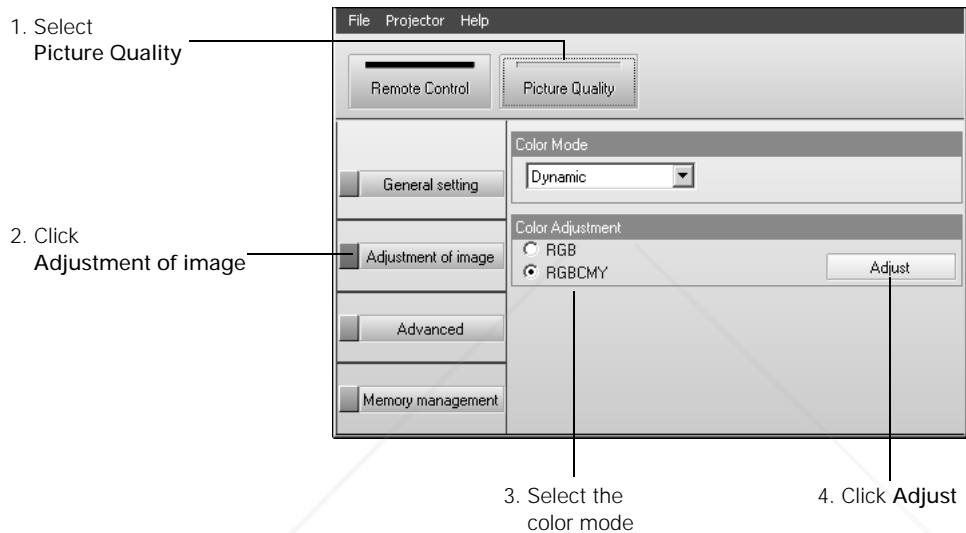 1. Select
Picture Quality
File Projector Help
Remote Control
Picture Quality
Color Mode
Dynamic
General setting
2. Click
Adjustment of image
Adjustment of image
Color Adjustment
RGB
RGBCMY
Adjust
Advanced
Memory management
3. Select the
color mode
4. Click Adjust